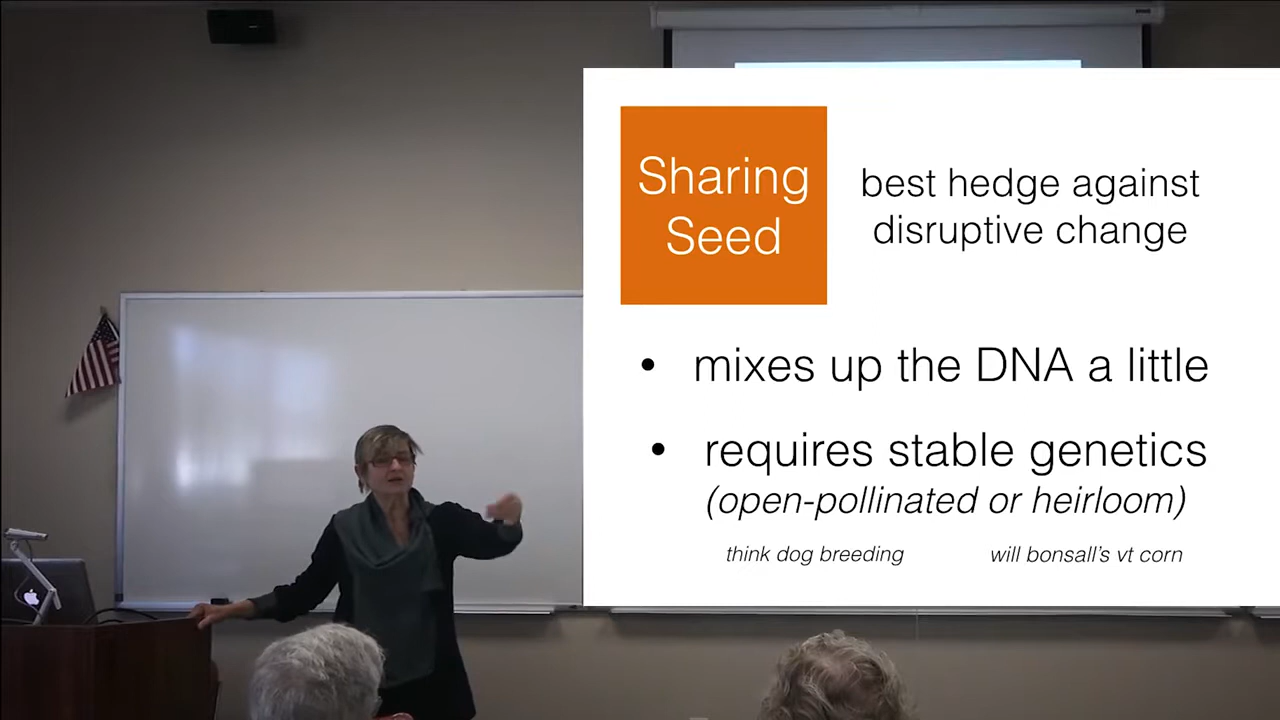 Sharing
Seed
best hedge against
disruptive change
• mixes up the DNA a little
• requires stable genetics
(open-pollinated or heirloom)
think dog breeding
will bonsall's vt corn